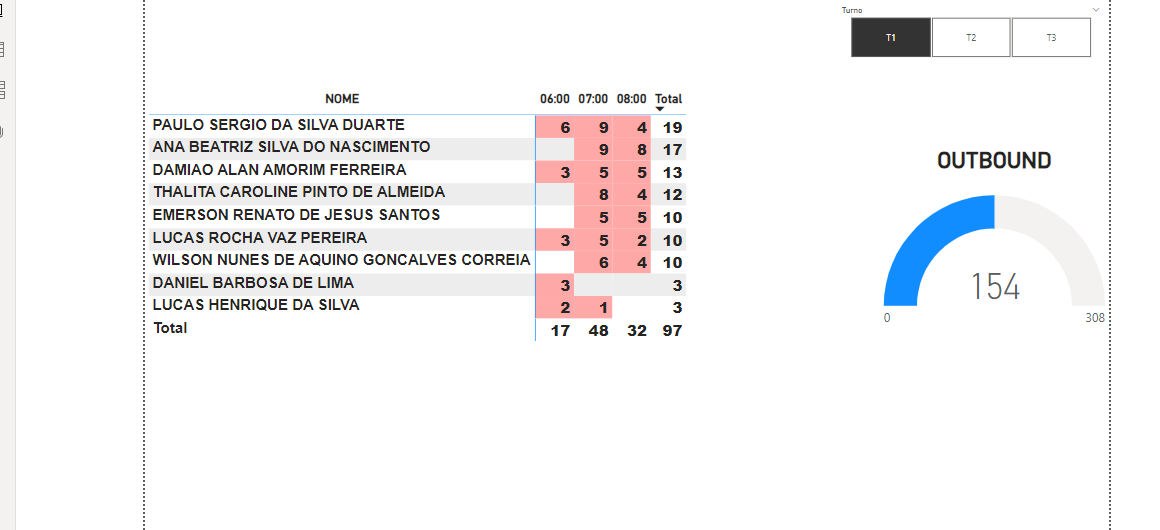 Turno
T1 T2 T3
NOME 06:00 07:00 08:00 Total
PAULO SERGIO DA SILVA DUARTE 6 9 4 19
ANA BEATRIZ SILVA DO NASCIMENTO 9 8 17
DAMIAO ALAN AMORIM FERREIRA 3 5 5 13
THALITA CAROLINE PINTO DE ALMEIDA 8 4 12
EMERSON RENATO DE JESUS SANTOS 5 5 10
LUCAS ROCHA VAZ PEREIRA 3 5 2 10
WILSON NUNES DE AQUINO GONCALVES CORREIA 6 4 10
DANIEL BARBOSA DE LIMA 3 3
LUCAS HENRIQUE DA SILVA 2 1 3
Total 17 48 32 97
OUTBOUND
154
0 308